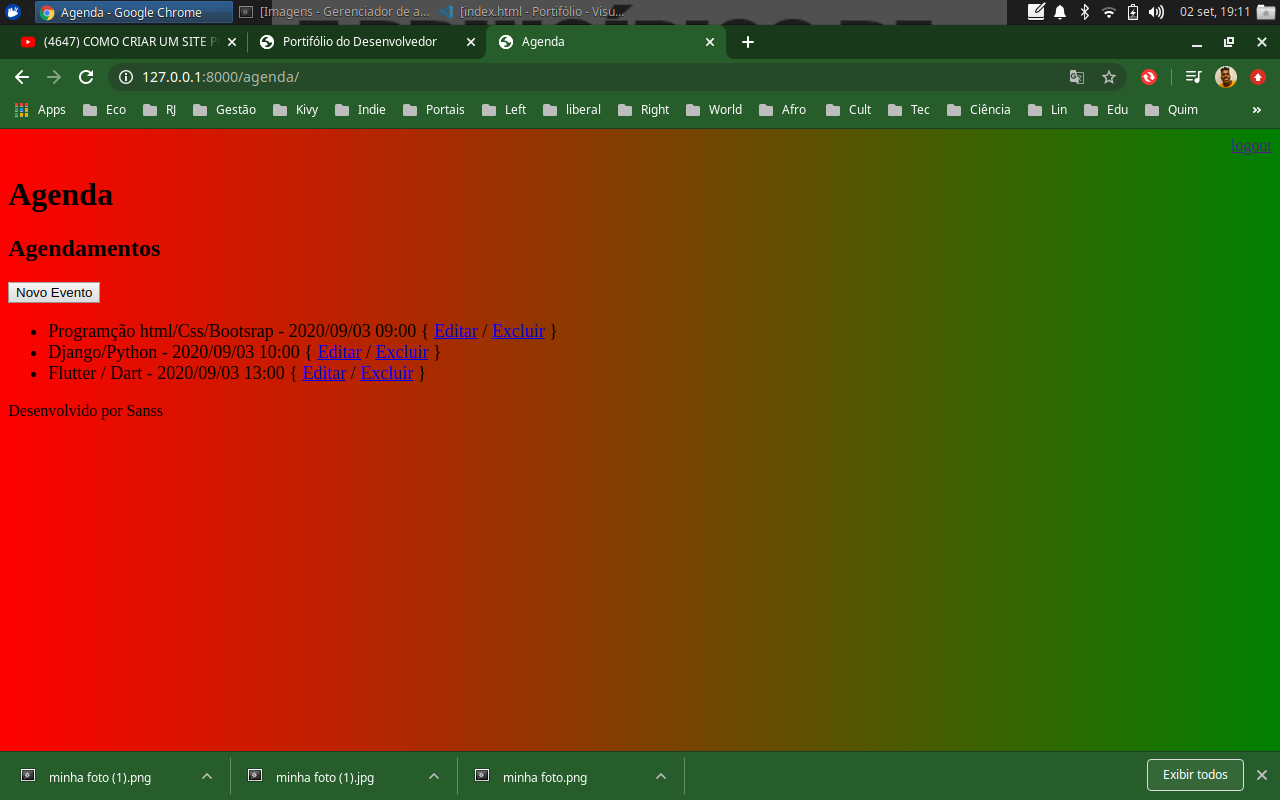 Agenda - Google Chrome
[Imagens - Gerenciador de a...
[index.html - Portifólio - Visu...
02 set, 19:11
(4647) COMO CRIAR UM SITE P
Portifólio do Desenvolvedor
Agenda
127.0.0.1:8000/agenda/
Apps
Eco
RJ
Gestão
Kivy
Indie
Portais
Left
liberal
Right
World
Afro
Cult
Tec
Ciência
Lin
Edu
Quim
»
logout
Agenda
Agendamentos
Novo Evento
• Programção html/Css/Bootsrap - 2020/09/03 09:00 { Editar / Excluir }
• Django/Python - 2020/09/03 10:00 { Editar / Excluir }
• Flutter / Dart - 2020/09/03 13:00 { Editar / Excluir }
Desenvolvido por Sanss
minha foto (1).png
minha foto (1).jpg
minha foto.png
Exibir todos